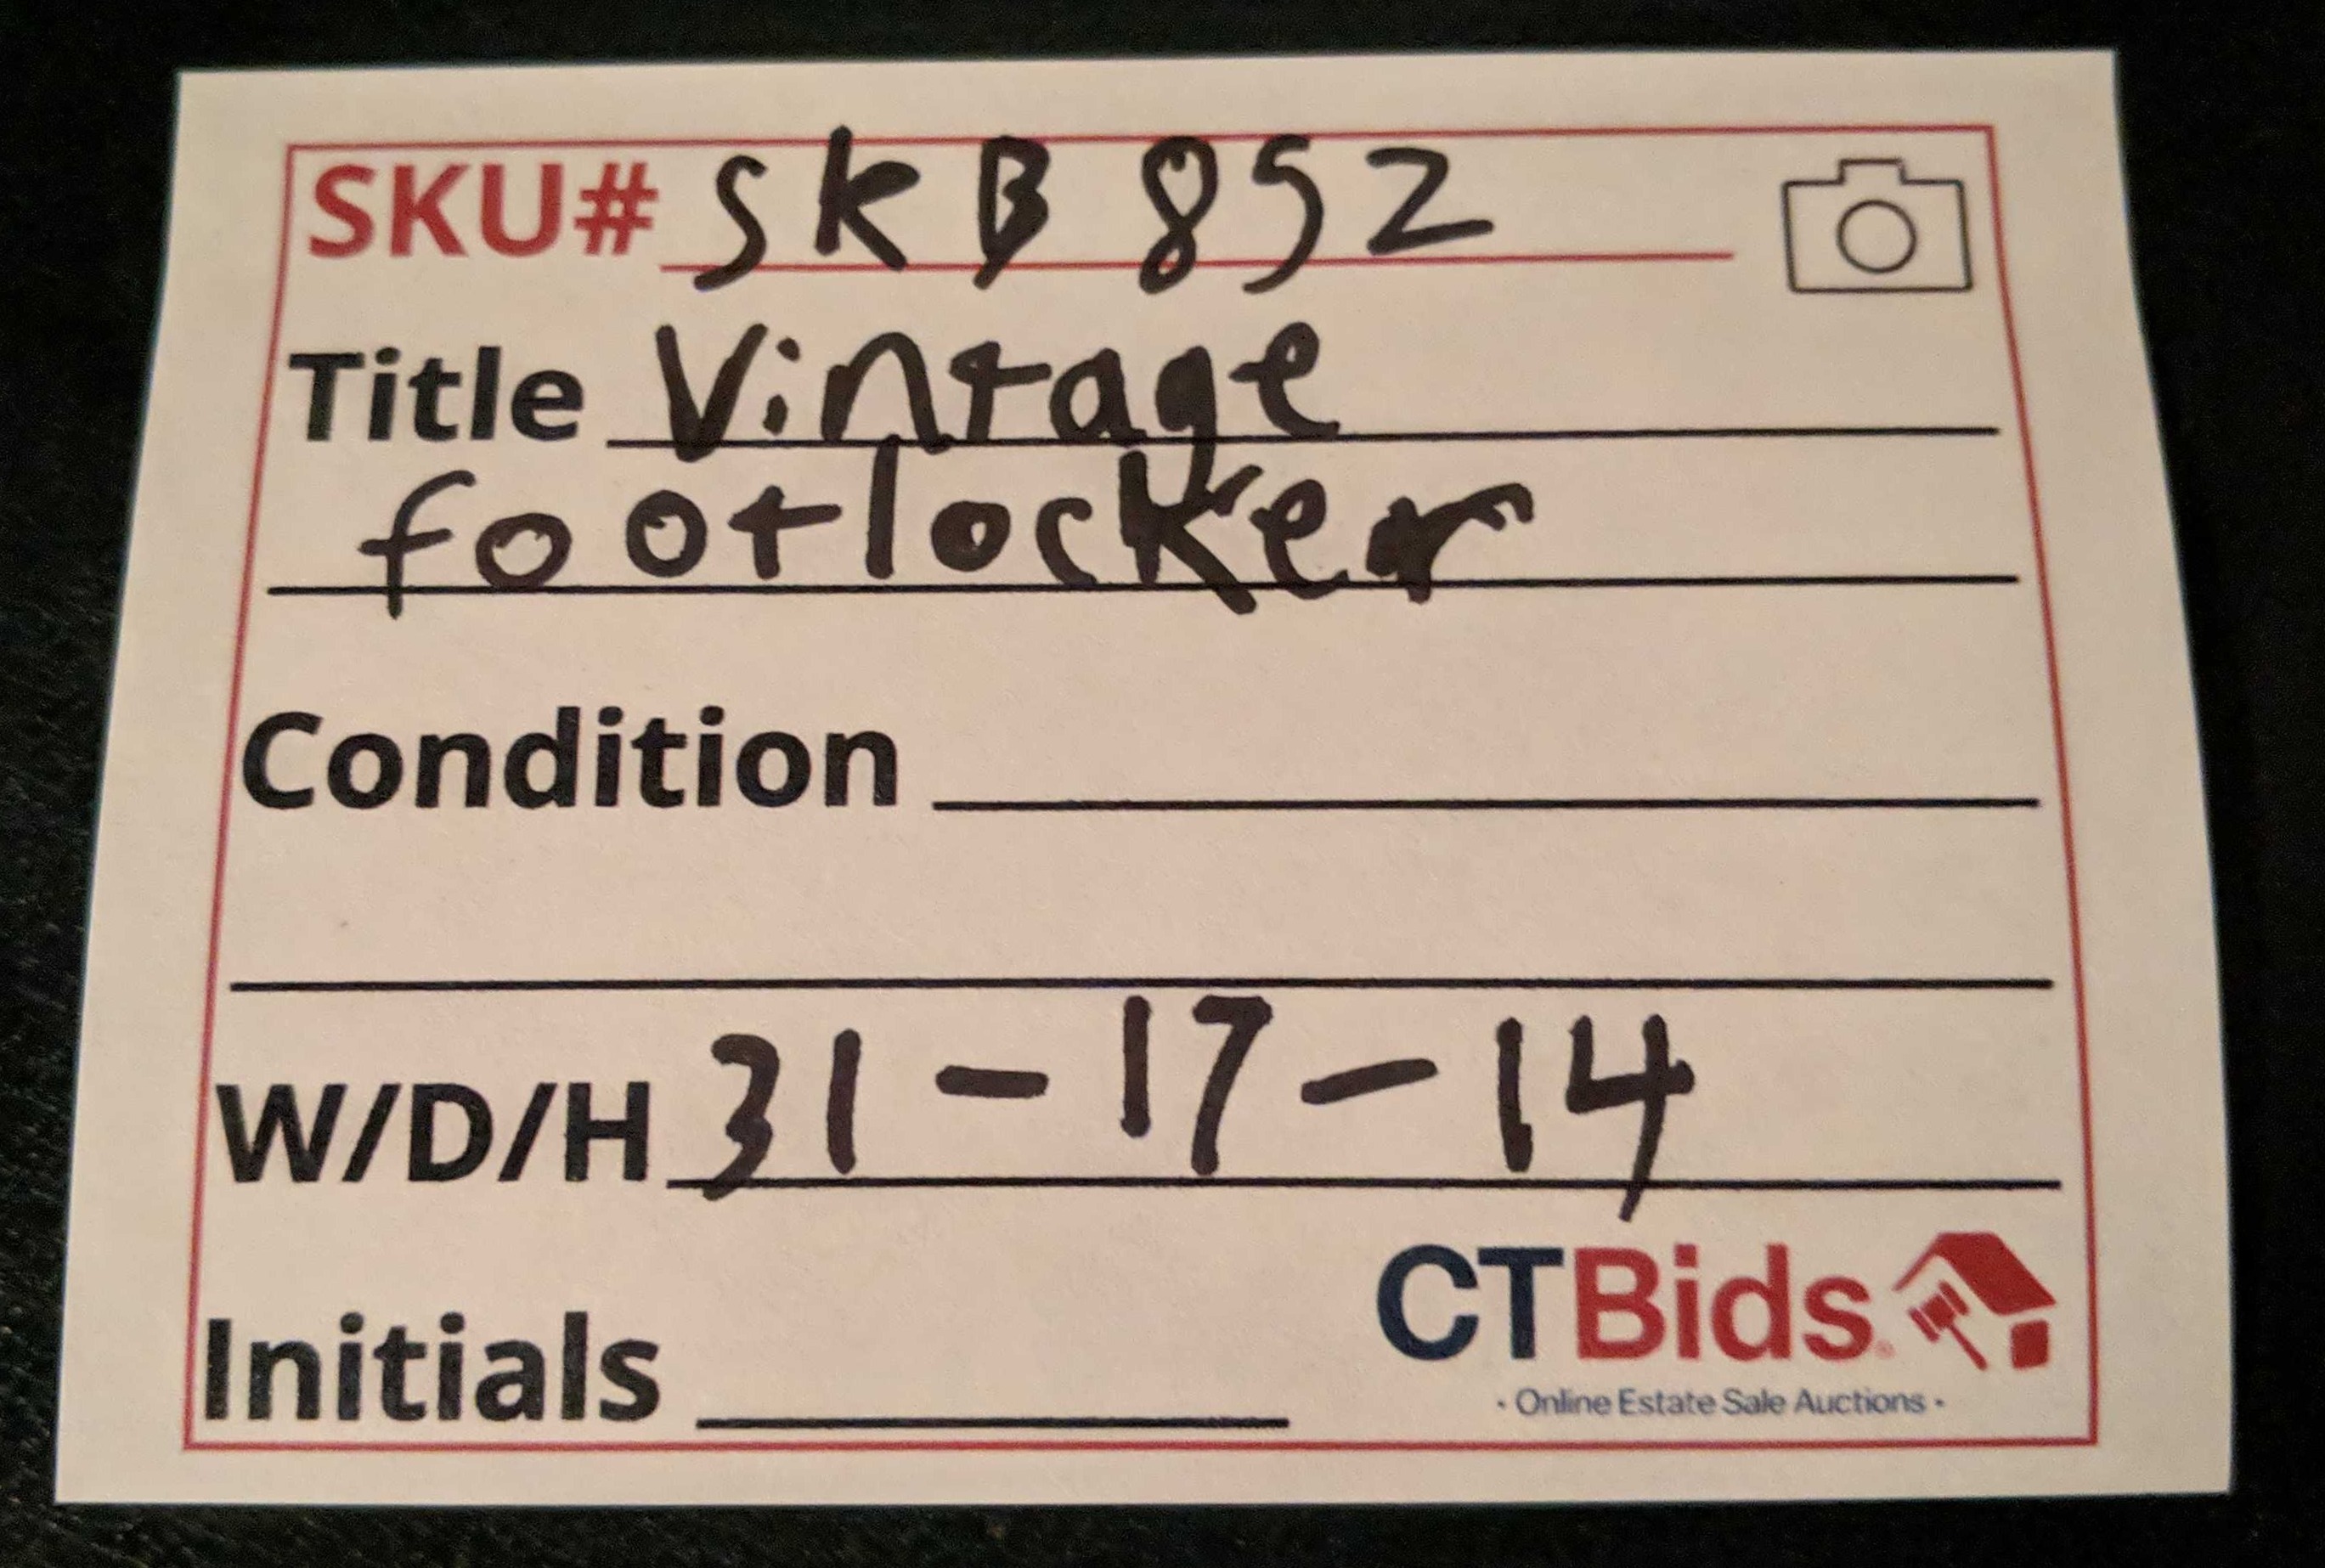 SKU# SKB 852
Title Vintage
footlocker
Condition
W/D/H 31-17-14
Initials
CTBids®
· Online Estate Sale Auctions ·